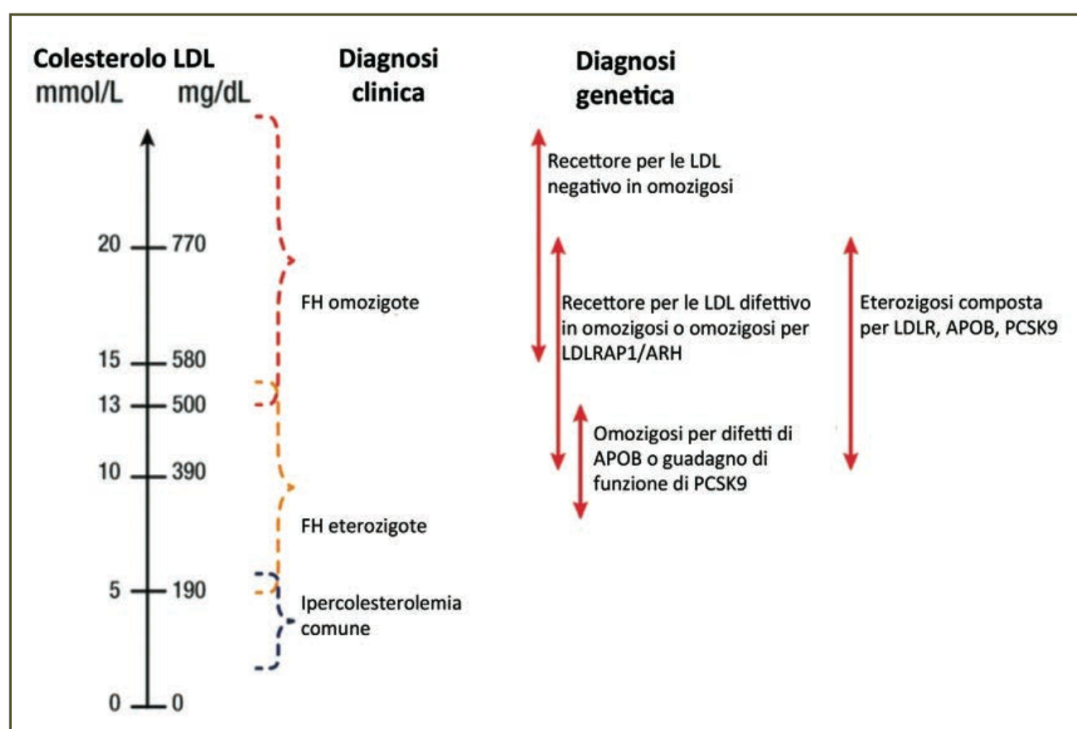 Colesterolo LDL
mmol/L mg/dL
Diagnosi
clinica
Diagnosi
genetica
Recettore per le LDL
negativo in omozigosi
20 770
FH omozigote
Recettore per le LDL difettivo
in omozigosi o omozigosi per
LDLRAP1/ARH
Eterozigosi composta
per LDLR, APOB, PCSK9
15 580
13 500
Omozigosi per difetti di
APOB o guadagno di
funzione di PCSK9
10 390
FH eterozigote
5 190
Ipercolesterolemia
comune
0 0